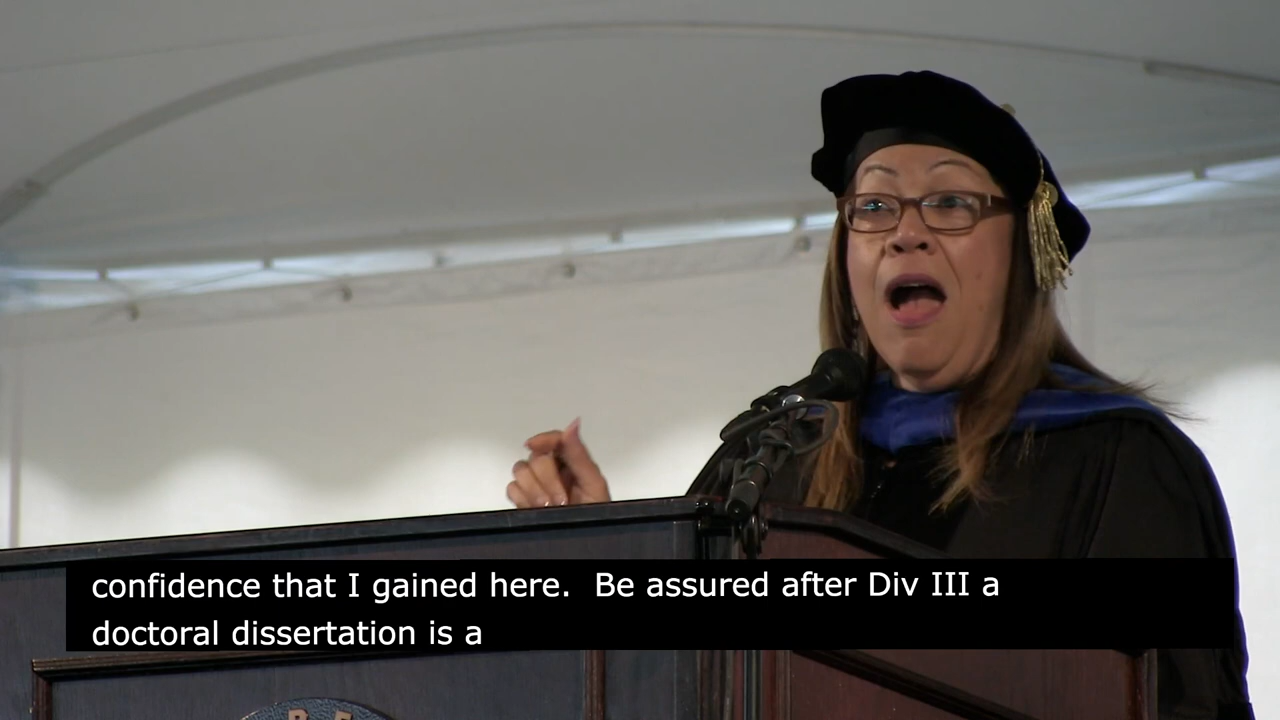 confidence that I gained here.  Be assured after Div III a
doctoral dissertation is a